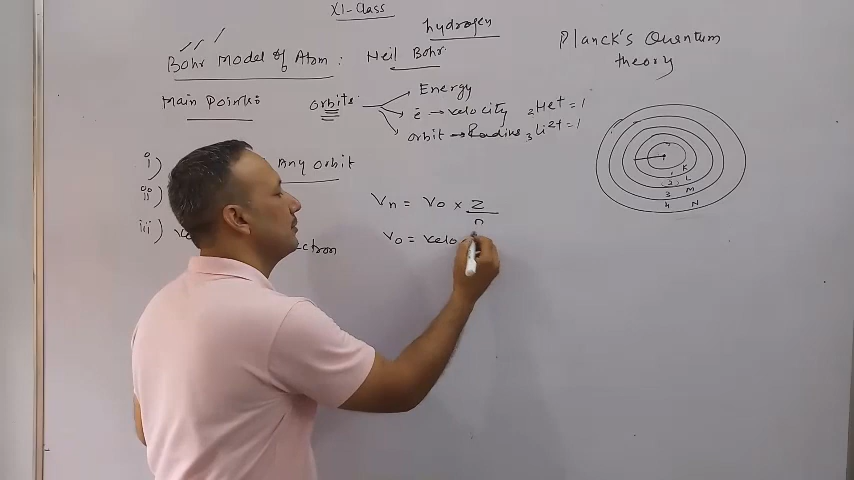 XI-Class
hydrogen
Bohr Model of Atom: Neil Bohr
Planck's Quantum
theory
Main Points:
orbits
Energy
e → velocity
orbit → Radius
₂He⁺ = 1
₃Li²⁺ = 1
i) Any orbit
ii)
iii) ctron
Vn = Vo × Z
n
Vo = velo
K
1 L
2 M
3 N
4